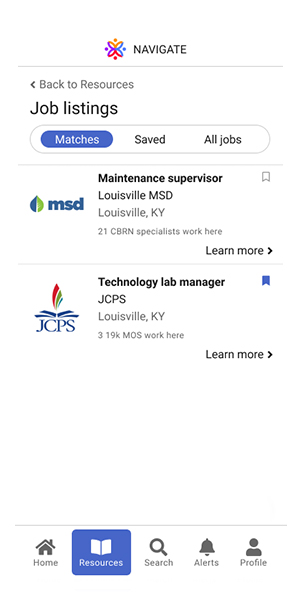 NAVIGATE
Back to Resources
Job listings
Matches Saved All jobs
Maintenance supervisor
msd
Louisville MSD
Louisville, KY
21 CBRN specialists work here
Learn more
Technology lab manager
JCPS
JCPS
Louisville, KY
3 19k MOS work here
Learn more
Home Resources Search Alerts Profile